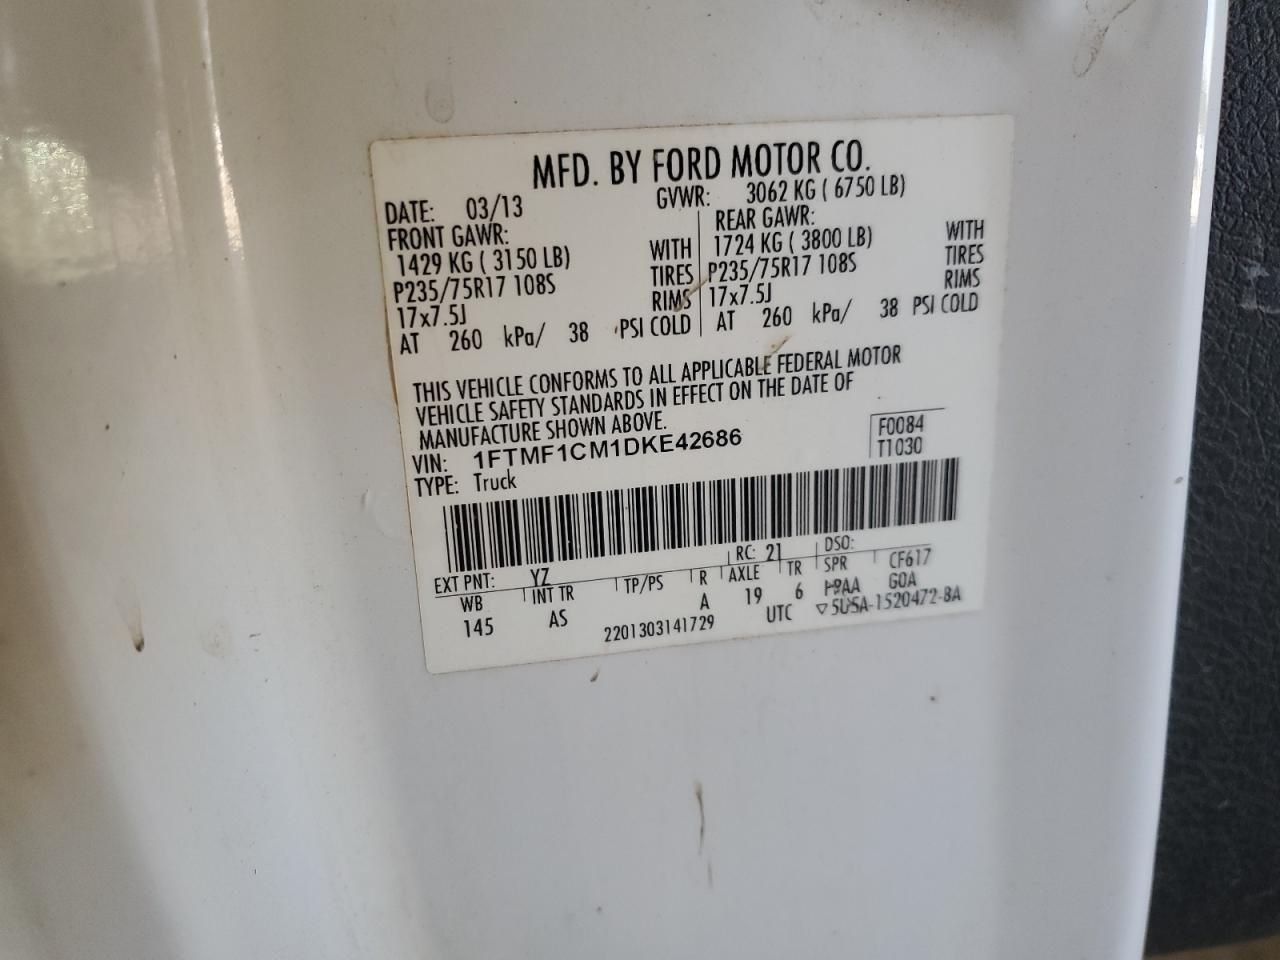 MFD. BY FORD MOTOR CO.
DATE: 03/13 GVWR: 3062 KG ( 6750 LB)
FRONT GAWR: REAR GAWR:
1429 KG ( 3150 LB) WITH 1724 KG ( 3800 LB) WITH
P235/75R17 108S TIRES P235/75R17 108S TIRES
17x7.5J RIMS 17x7.5J RIMS
AT 260 kPa/ 38 PSI COLD AT 260 kPa/ 38 PSI COLD
THIS VEHICLE CONFORMS TO ALL APPLICABLE FEDERAL MOTOR
VEHICLE SAFETY STANDARDS IN EFFECT ON THE DATE OF
MANUFACTURE SHOWN ABOVE.
VIN: 1FTMF1CM1DKE42686 F0084
TYPE: Truck T1030
EXT PNT: YZ RC: 21 DSO: CF617
WB INT TR TP/PS R AXLE TR SPR
145 AS A 19 6 GOA
2201303141729 UTC ▽5U5A-1520472-BA